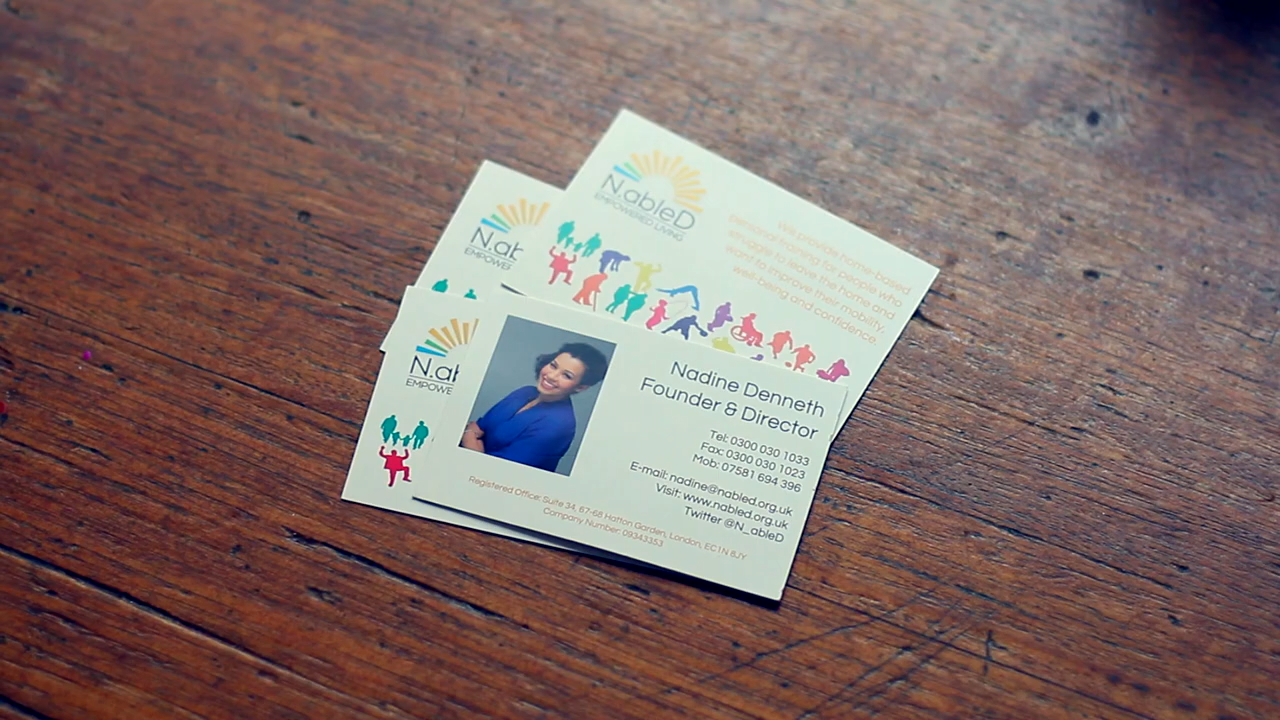 N.ableD
EMPOWERED LIVING
We provide home-based
personal training for people who
struggle to leave the home and
want to improve their mobility,
well-being and confidence.
N.ab
EMPOWER
N.ab
EMPOWE
Nadine Denneth
Founder & Director
Tel: 0300 030 1033
Fax: 0300 030 1023
Mob: 07581 694 396
E-mail: nadine@nabled.org.uk
Visit: www.nabled.org.uk
Twitter @N_ableD
Registered Office: Suite 34, 67-68 Hatton Garden, London, EC1N 8JY
Company Number: 09343353